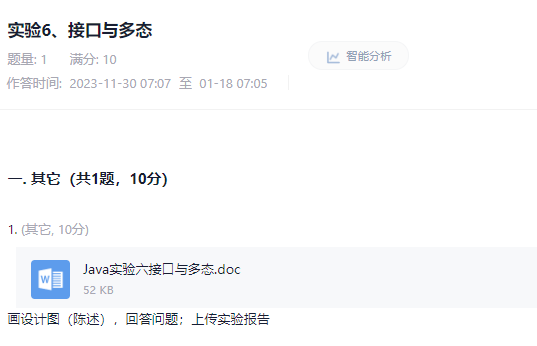 实验6、接口与多态
题量: 1 满分: 10
智能分析
作答时间: 2023-11-30 07:07 至 01-18 07:05
一. 其它（共1题，10分）
1. (其它, 10分)
W
Java实验六接口与多态.doc
52 KB
画设计图（陈述），回答问题；上传实验报告